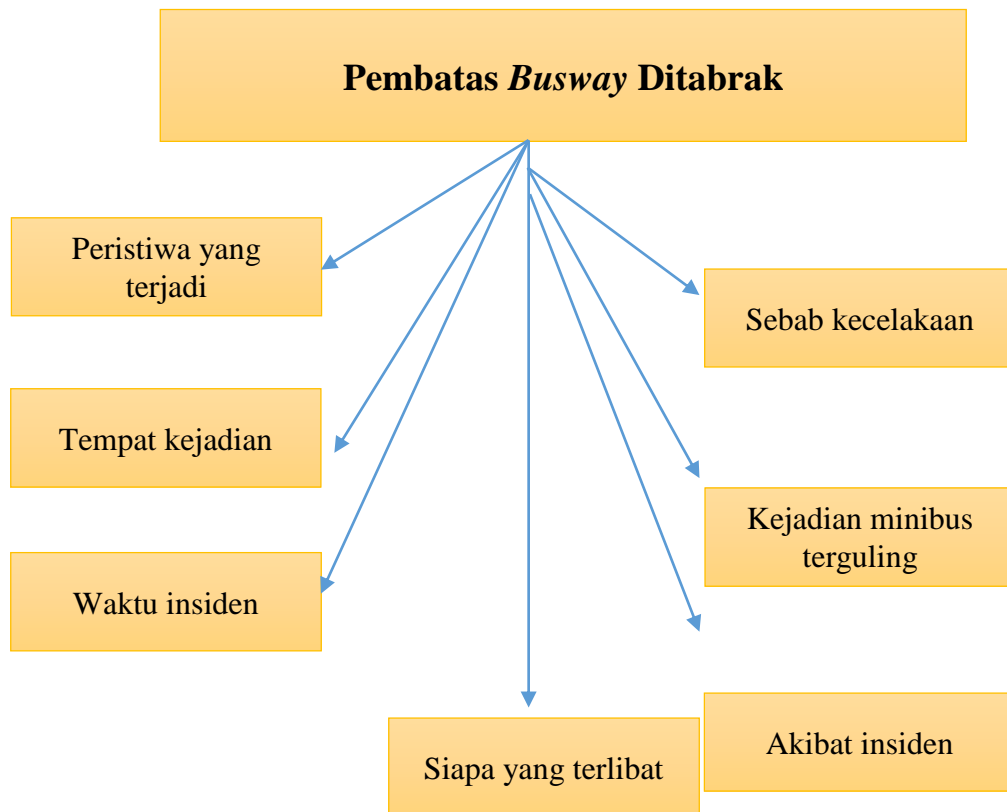 Pembatas Busway Ditabrak
Peristiwa yang
terjadi
Sebab kecelakaan
Tempat kejadian
Kejadian minibus
terguling
Waktu insiden
Siapa yang terlibat
Akibat insiden